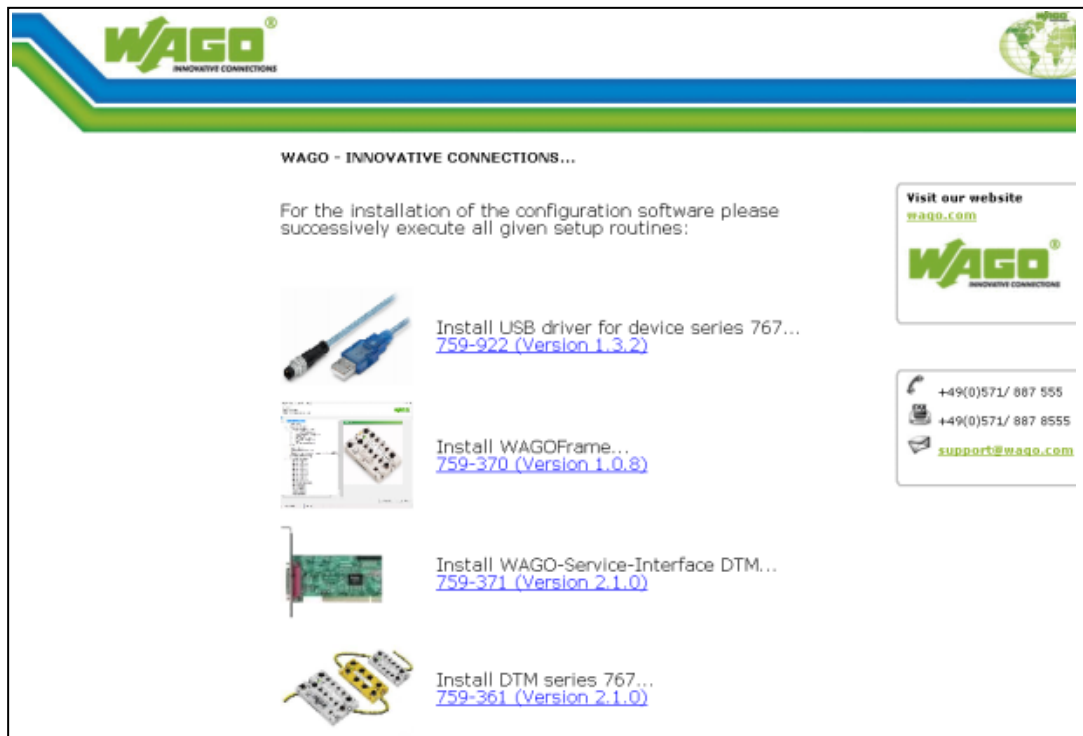 WAGO®
INNOVATIVE CONNECTIONS
WAGO
WAGO - INNOVATIVE CONNECTIONS...
For the installation of the configuration software please
successively execute all given setup routines:
Install USB driver for device series 767...
759-922 (Version 1.3.2)
WAGO
Install WAGOFrame...
759-370 (Version 1.0.8)
Install WAGO-Service-Interface DTM...
759-371 (Version 2.1.0)
Install DTM series 767...
759-361 (Version 2.1.0)
Visit our website
wago.com
WAGO®
INNOVATIVE CONNECTIONS
+49(0)571/ 887 555
FAX
+49(0)571/ 887 8555
support@wago.com